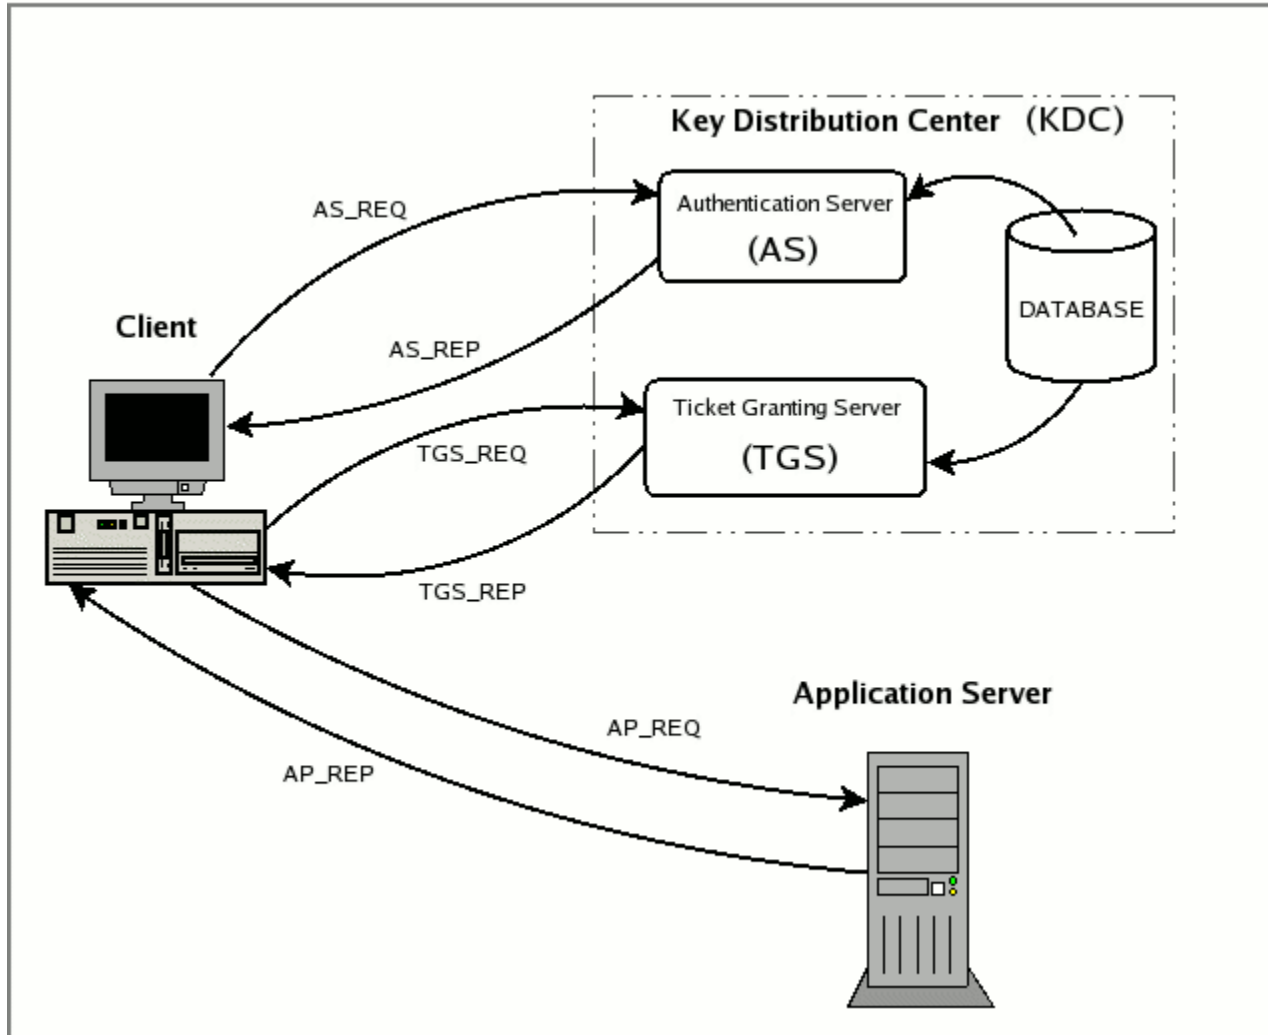 Key Distribution Center (KDC)
AS_REQ
Authentication Server
(AS)
DATABASE
Client
AS_REP
Ticket Granting Server
(TGS)
TGS_REQ
TGS_REP
Application Server
AP_REQ
AP_REP